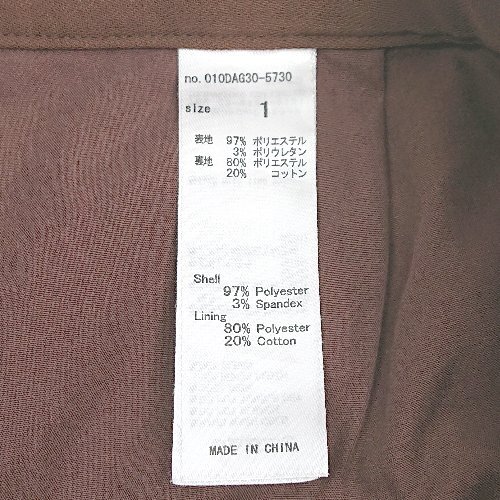 no. 010DAG30-5730
size 1
表地 97% ポリエステル
3% ポリウレタン
裏地 80% ポリエステル
20% コットン
Shell
97% Polyester
3% Spandex
Lining
80% Polyester
20% Cotton
MADE IN CHINA